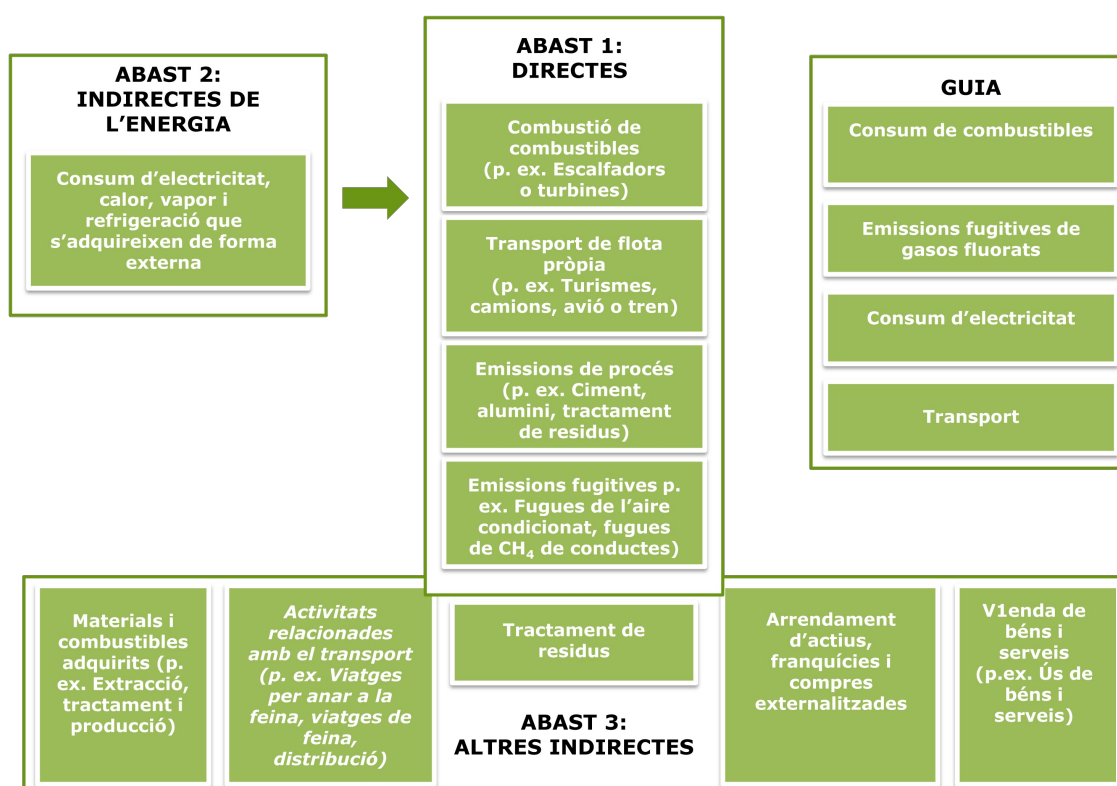 ABAST 2:
INDIRECTES DE
L’ENERGIA
Consum d’electricitat,
calor, vapor i
refrigeració que
s’adquireixen de forma
externa
ABAST 1:
DIRECTES
Combustió de
combustibles
(p. ex. Escalfadors
o turbines)
Transport de flota
pròpia
(p. ex. Turismes,
camions, avió o tren)
Emissions de procés
(p. ex. Ciment,
alumini, tractament
de residus)
Emissions fugitives p.
ex. Fugues de l’aire
condicionat, fugues
de CH₄ de conductes)
GUIA
Consum de combustibles
Emissions fugitives de
gasos fluorats
Consum d’electricitat
Transport
Materials i
combustibles
adquirits (p.
ex. Extracció,
tractament i
producció)
Activitats
relacionades
amb el transport
(p. ex. Viatges
per anar a la
feina, viatges de
feina,
distribució)
Tractament de
residus
ABAST 3:
ALTRES INDIRECTES
Arrendament
d’actius,
franquícies i
compres
externalitzades
V1enda de
béns i
serveis
(p.ex. Ús de
béns i
serveis)